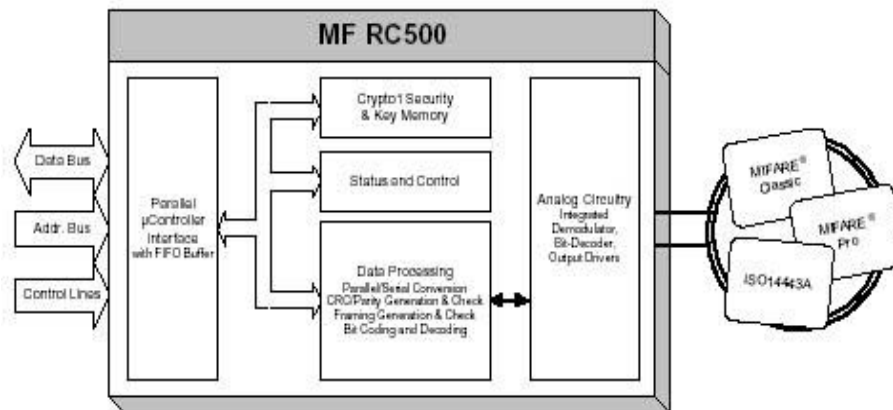 MF RC500
Data Bus
Addr. Bus
Control Lines
Parallel
µController
Interface
with FIFO Buffer
Crypto1 Security
& Key Memory
Status and Control
Data Processing
Parallel/Serial Conversion
CRC/Parity Generation & Check
Framing Generation & Check
Bit Coding and Decoding
Analog Circuitry
Integrated
Demodulator,
Bit-Decoder,
Output Drivers
MIFARE®
Classic
MIFARE®
Pro
ISO14443A